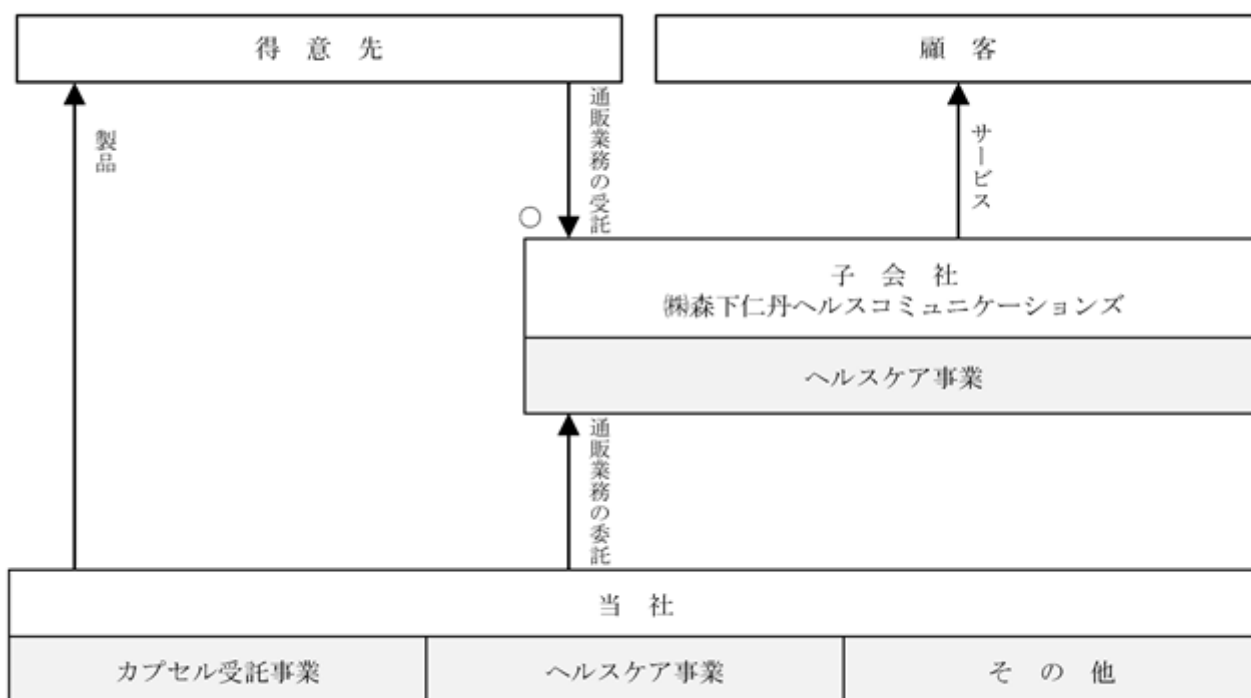 得 意 先
顧 客
製品
通販業務の受託
サービス
○
子 会 社
㈱森下仁丹ヘルスコミュニケーションズ
ヘルスケア事業
通販業務の委託
当 社
カプセル受託事業
ヘルスケア事業
そ の 他